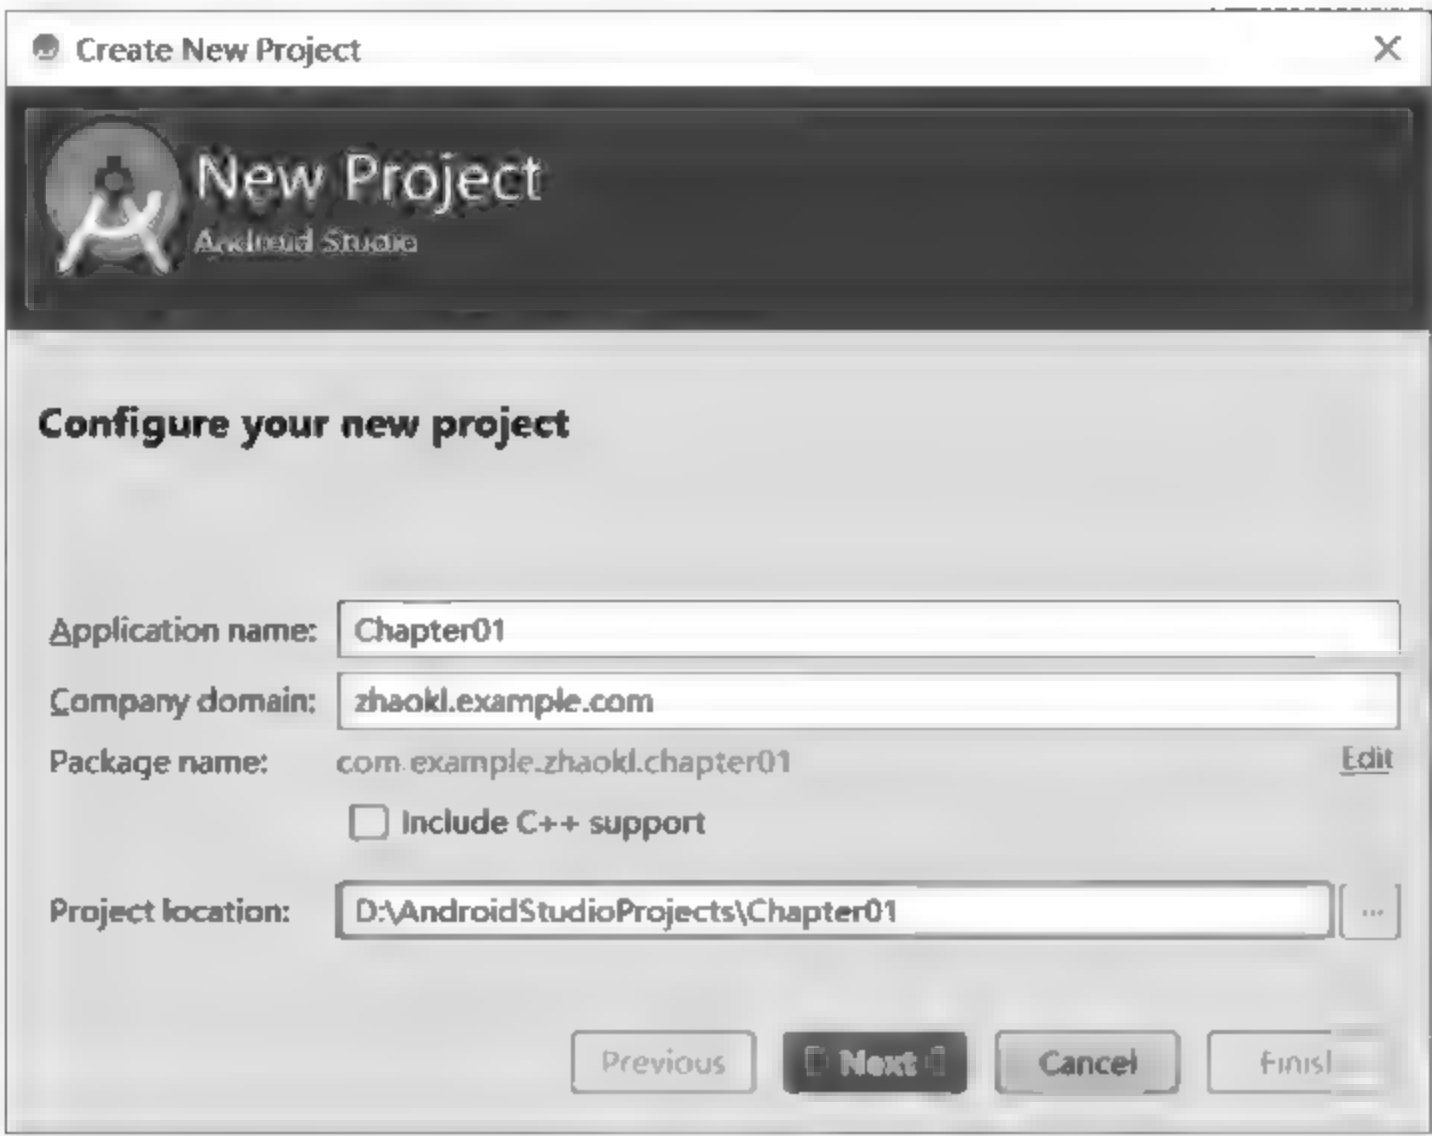 Create New Project
New Project
Android Studio
Configure your new project
Application name: Chapter01
Company domain: zhaokl.example.com
Package name: com.example.zhaokl.chapter01 Edit
Include C++ support
Project location: D:\AndroidStudioProjects\Chapter01 ...
Previous Next Cancel Finish